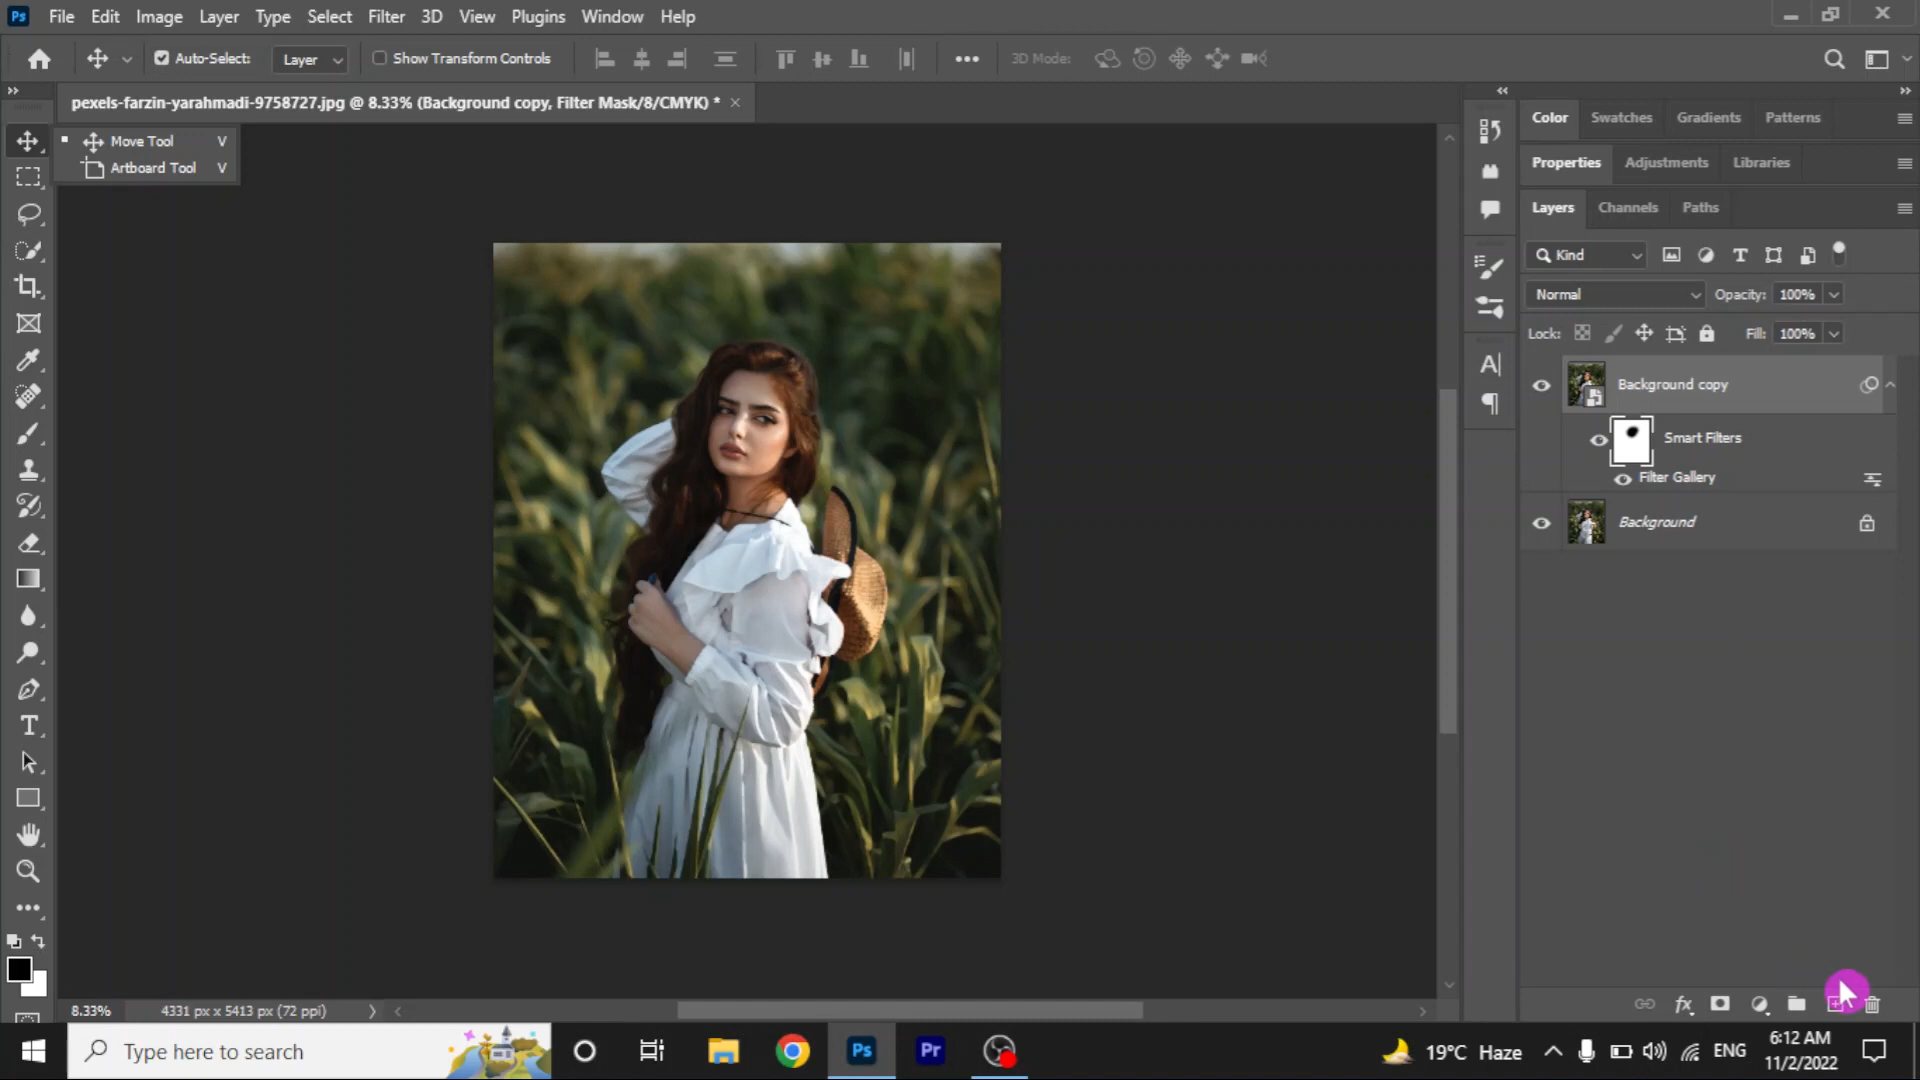 Ps File Edit Image Layer Type Select Filter 3D View Plugins Window Help
Auto-Select: Layer Show Transform Controls 3D Mode:
pexels-farzin-yarahmadi-9758727.jpg @ 8.33% (Background copy, Filter Mask/8/CMYK) *
Move Tool V
Artboard Tool V
Color Swatches Gradients Patterns
Properties Adjustments Libraries
Layers Channels Paths
Kind
Normal Opacity: 100%
Lock: Fill: 100%
Background copy
Smart Filters
Filter Gallery
Background
8.33% 4331 px x 5413 px (72 ppi)
Type here to search Ps Pr 19°C Haze ENG 6:12 AM
11/2/2022